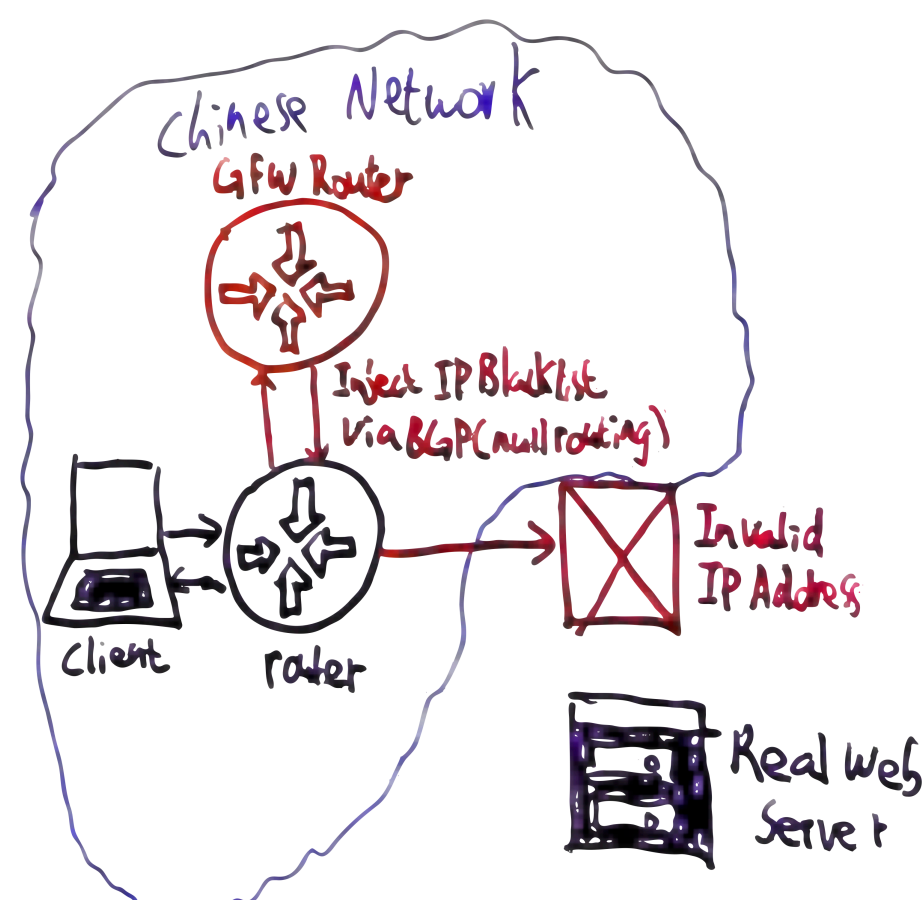 Chinese Network
GFW Router
Inject IP Blacklist
Via BGP(null routing)
Invalid
IP Address
client
router
Real Web
Server